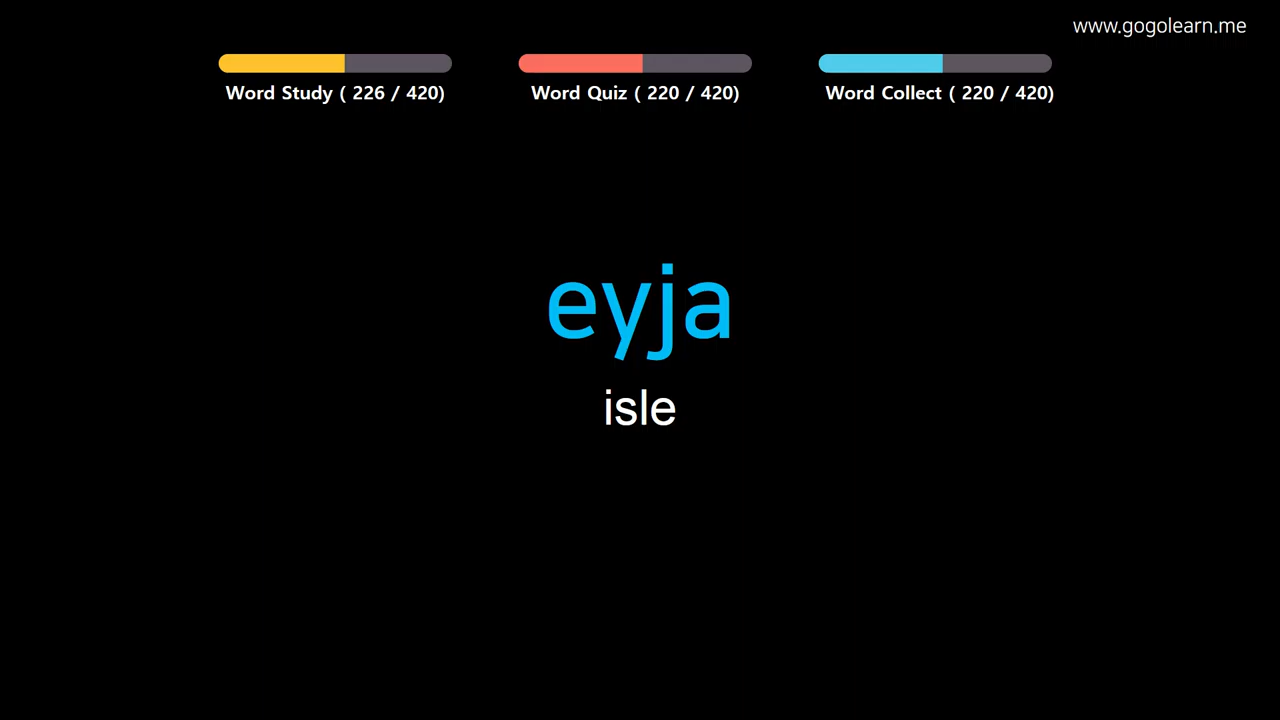 www.gogolearn.me
Word Study ( 226 / 420)
Word Quiz ( 220 / 420)
Word Collect ( 220 / 420)
eyja
isle